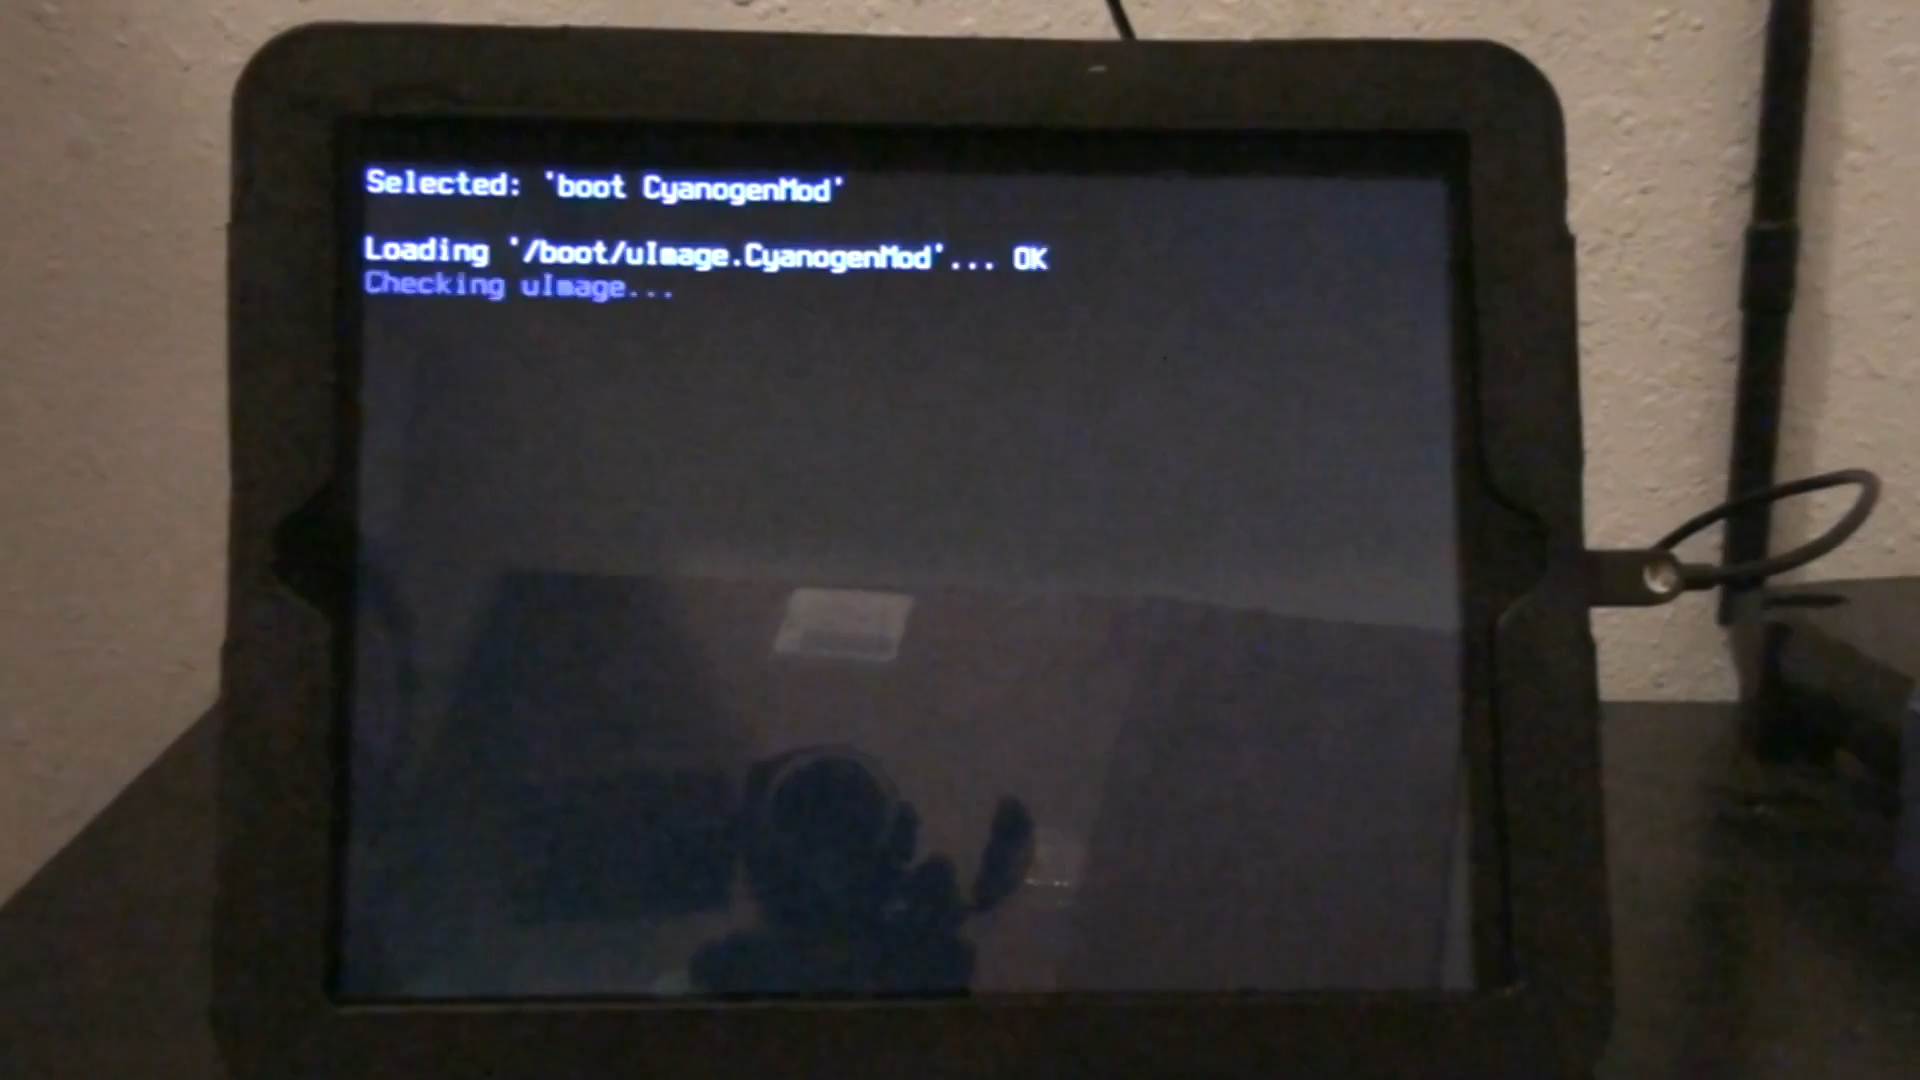 Selected: 'boot CyanogenMod'
Loading '/boot/uImage.CyanogenMod'... OK
Checking uImage...